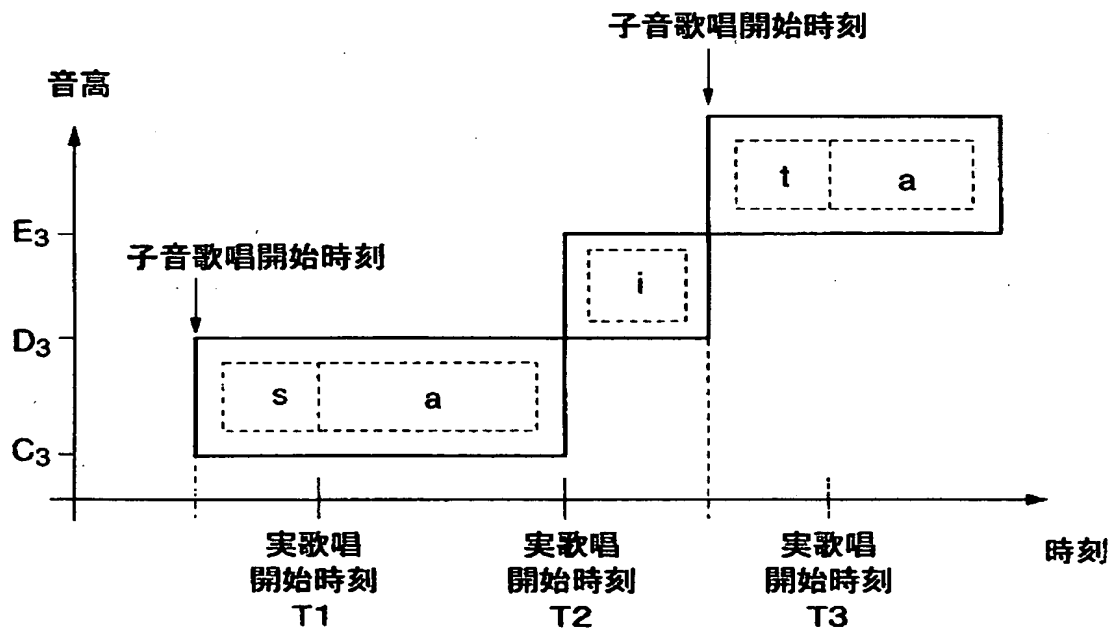 子音歌唱開始時刻
音高
t a
E3
子音歌唱開始時刻
i
D3
s a
C3
実歌唱 実歌唱 実歌唱
開始時刻 開始時刻 開始時刻 時刻
T1 T2 T3